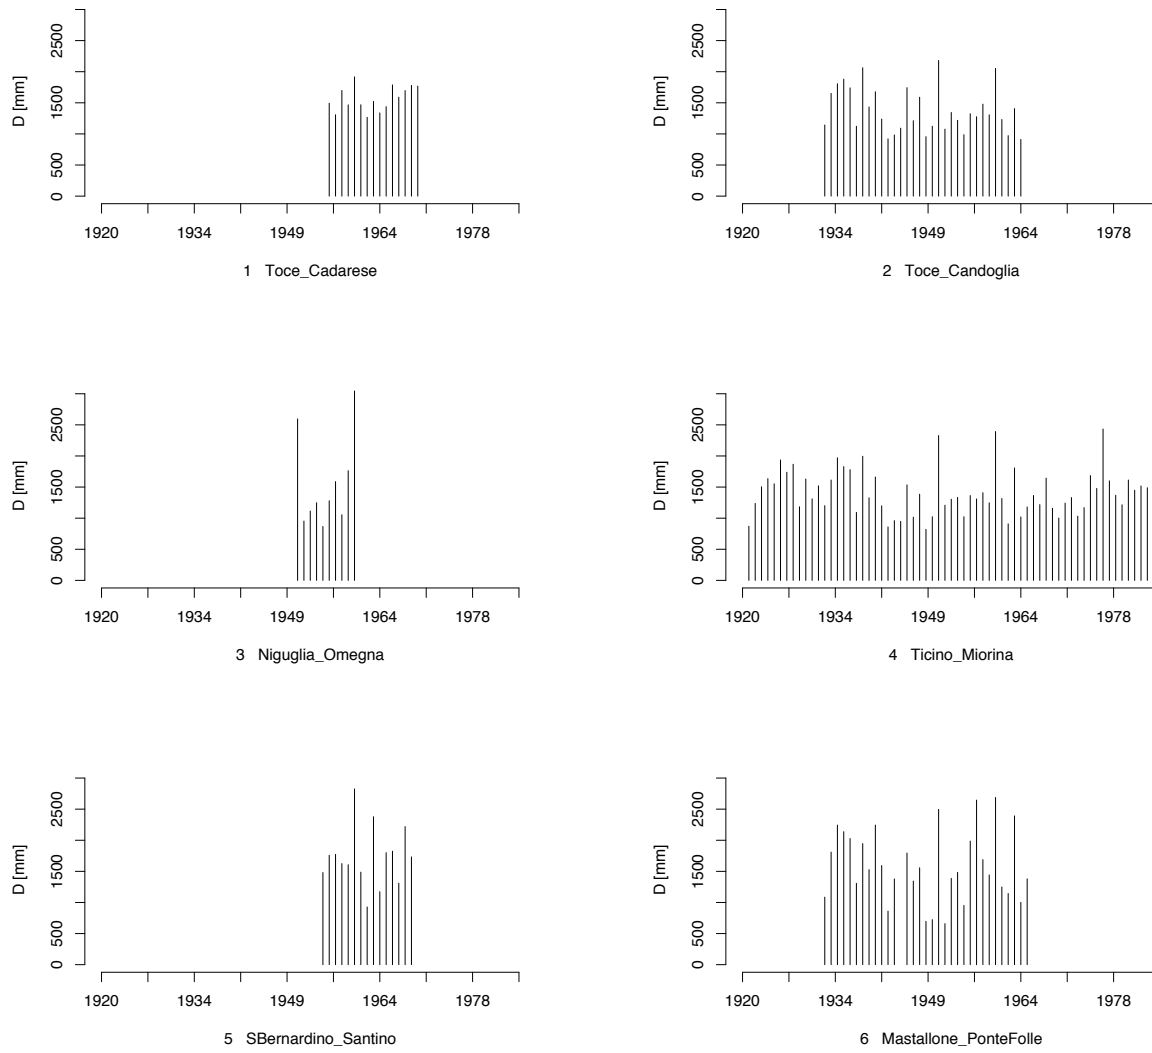 D [mm]
0 500 1500 2500
1920 1934 1949 1964 1978
1 Toce_Cadarese
D [mm]
0 500 1500 2500
1920 1934 1949 1964 1978
2 Toce_Candoglia
D [mm]
0 500 1500 2500
1920 1934 1949 1964 1978
3 Niguglia_Omegna
D [mm]
0 500 1500 2500
1920 1934 1949 1964 1978
4 Ticino_Miorina
D [mm]
0 500 1500 2500
1920 1934 1949 1964 1978
5 SBernardino_Santino
D [mm]
0 500 1500 2500
1920 1934 1949 1964 1978
6 Mastallone_PonteFolle